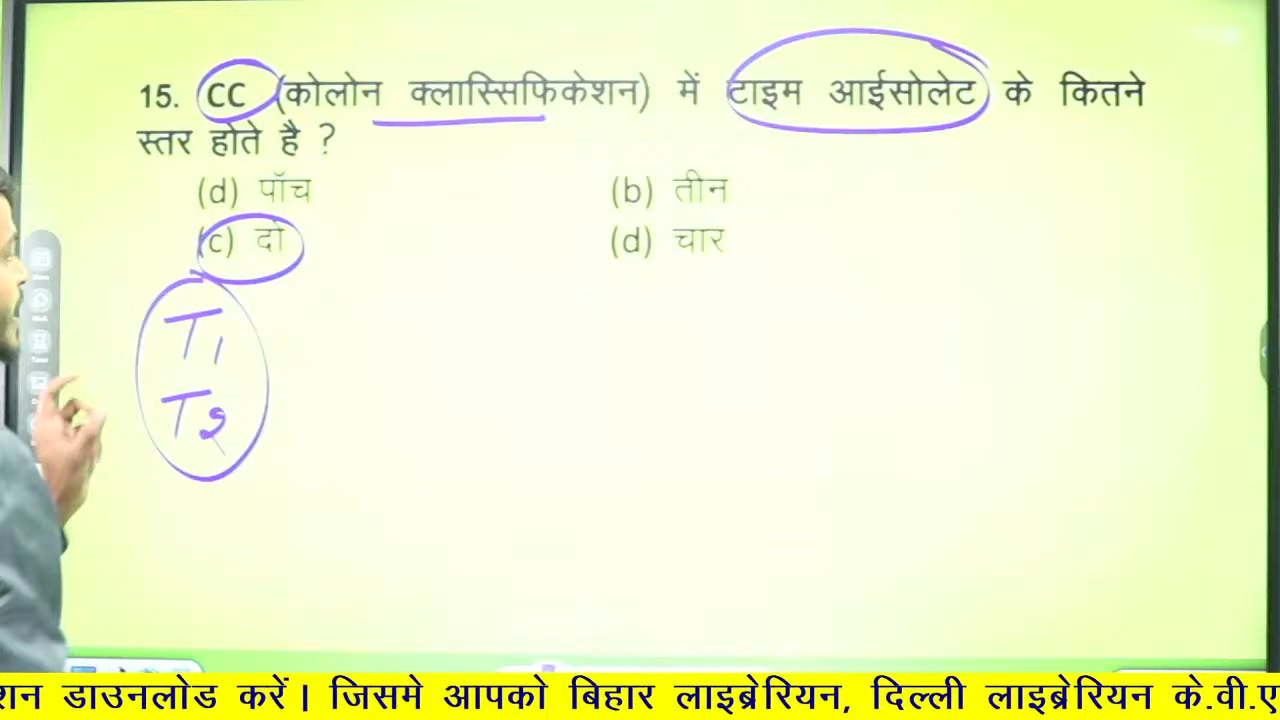 15. CC (कोलोन क्लास्सिफिकेशन) में टाइम आईसोलेट के कितने
स्तर होते है ?
(d) पॉच (b) तीन
(c) दो (d) चार
T1
T2
शन डाउनलोड करें। जिसमे आपको बिहार लाइब्रेरियन, दिल्ली लाइब्रेरियन के.वी.ए